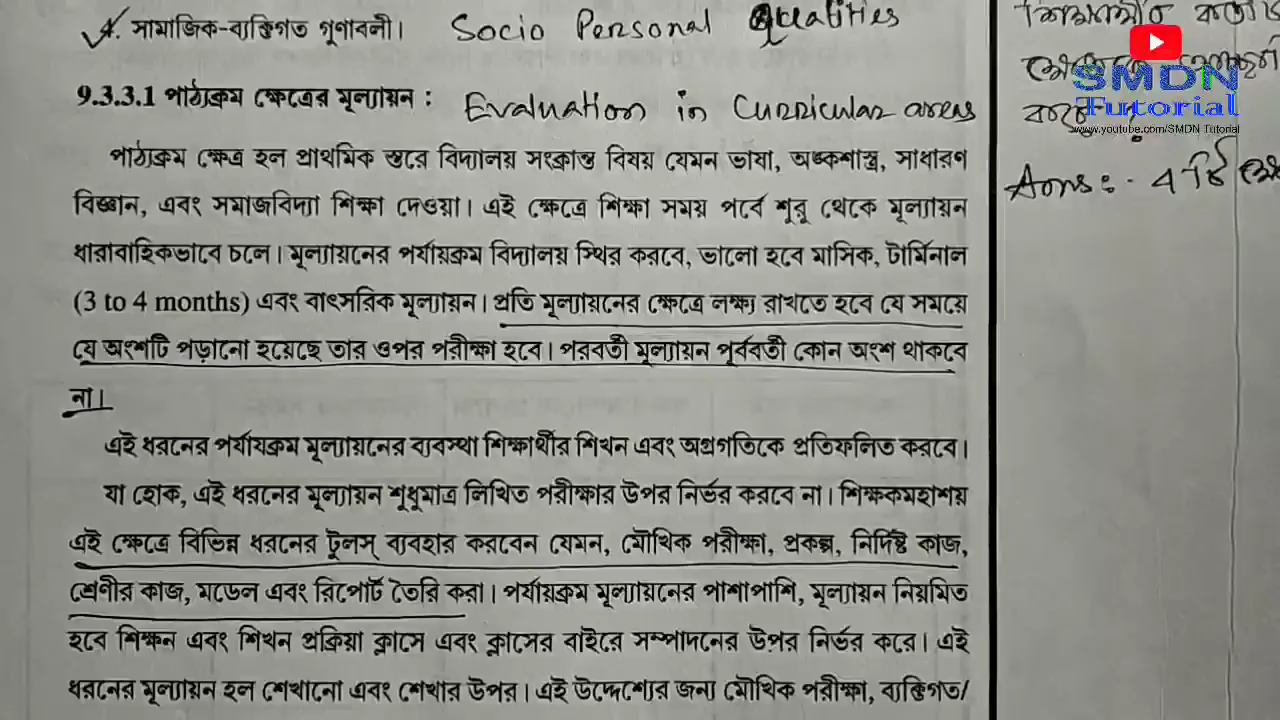 4. সামাজিক-ব্যক্তিগত গুণাবলী। Socio Personal Qualities
9.3.3.1 পাঠ্যক্রম ক্ষেত্রের মূল্যায়ন : Evaluation in Curricular areas
পাঠ্যক্রম ক্ষেত্র হল প্রাথমিক স্তরে বিদ্যালয় সংক্রান্ত বিষয় যেমন ভাষা, অঙ্কশাস্ত্র, সাধারণ
বিজ্ঞান, এবং সমাজবিদ্যা শিক্ষা দেওয়া। এই ক্ষেত্রে শিক্ষা সময় পর্বে শুরু থেকে মূল্যায়ন
ধারাবাহিকভাবে চলে। মূল্যায়নের পর্যায়ক্রম বিদ্যালয় স্থির করবে, ভালো হবে মাসিক, টার্মিনাল
(3 to 4 months) এবং বাৎসরিক মূল্যায়ন। প্রতি মূল্যায়নের ক্ষেত্রে লক্ষ্য রাখতে হবে যে সময়ে
যে অংশটি পড়ানো হয়েছে তার ওপর পরীক্ষা হবে। পরবর্তী মূল্যায়ন পূর্ববর্তী কোন অংশ থাকবে
না।
এই ধরনের পর্যায়ক্রম মূল্যায়নের ব্যবস্থা শিক্ষার্থীর শিখন এবং অগ্রগতিকে প্রতিফলিত করবে।
যা হোক, এই ধরনের মূল্যায়ন শুধুমাত্র লিখিত পরীক্ষার উপর নির্ভর করবে না। শিক্ষকমহাশয়
এই ক্ষেত্রে বিভিন্ন ধরনের টুলস্ ব্যবহার করবেন যেমন, মৌখিক পরীক্ষা, প্রকল্প, নির্দিষ্ট কাজ,
শ্রেণীর কাজ, মডেল এবং রিপোর্ট তৈরি করা। পর্যায়ক্রম মূল্যায়নের পাশাপাশি, মূল্যায়ন নিয়মিত
হবে শিক্ষন এবং শিখন প্রক্রিয়া ক্লাসে এবং ক্লাসের বাইরে সম্পাদনের উপর নির্ভর করে। এই
ধরনের মূল্যায়ন হল শেখানো এবং শেখার উপর। এই উদ্দেশ্যের জন্য মৌখিক পরীক্ষা, ব্যক্তিগত/
SMDN
Tutorial
www.youtube.com/SMDN Tutorial
Ans :-